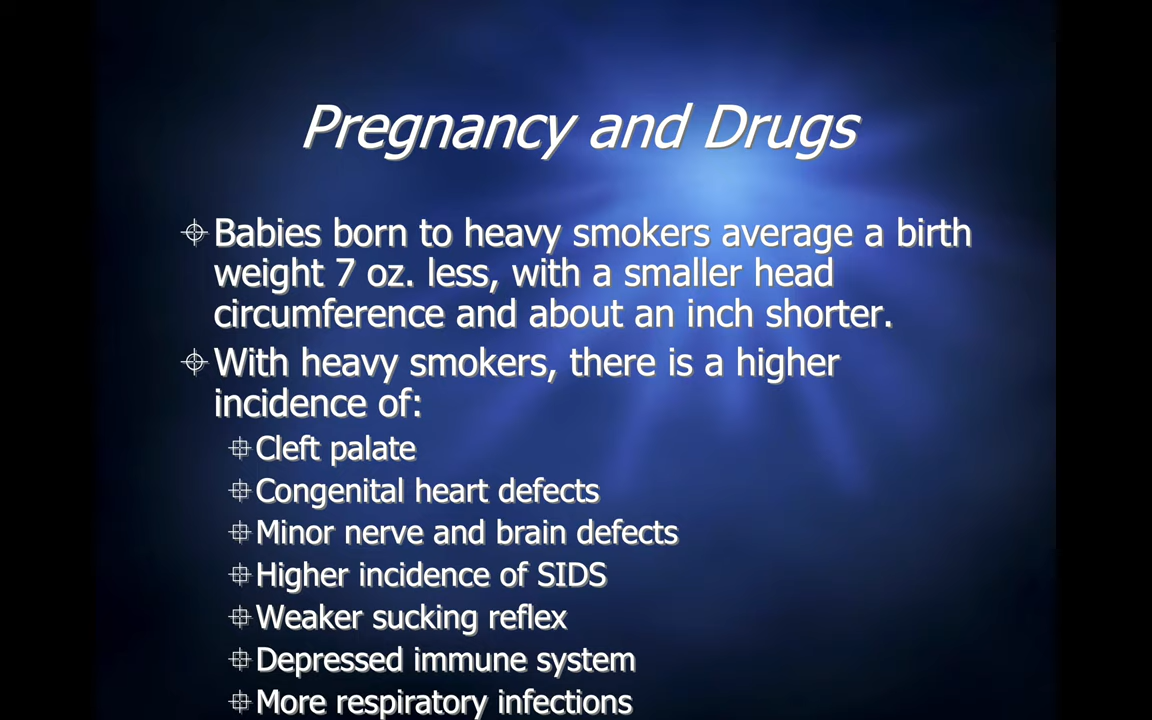 Pregnancy and Drugs
Babies born to heavy smokers average a birth
weight 7 oz. less, with a smaller head
circumference and about an inch shorter.
With heavy smokers, there is a higher
incidence of:
Cleft palate
Congenital heart defects
Minor nerve and brain defects
Higher incidence of SIDS
Weaker sucking reflex
Depressed immune system
More respiratory infections